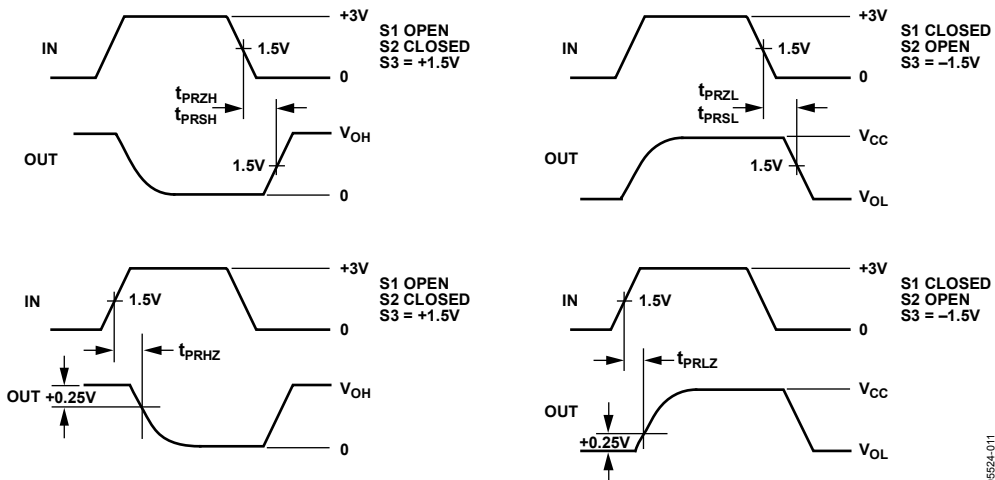 +3V
S1 OPEN
S2 CLOSED
S3 = +1.5V
IN
1.5V
0
tPRZH
tPRSH
VOH
OUT
1.5V
0
+3V
S1 CLOSED
S2 OPEN
S3 = –1.5V
IN
1.5V
0
tPRZL
tPRSL
VCC
OUT
1.5V
VOL
+3V
S1 OPEN
S2 CLOSED
S3 = +1.5V
IN
1.5V
0
tPRHZ
VOH
OUT
+0.25V
0
+3V
S1 CLOSED
S2 OPEN
S3 = –1.5V
IN
1.5V
0
tPRLZ
VCC
OUT
+0.25V
VOL